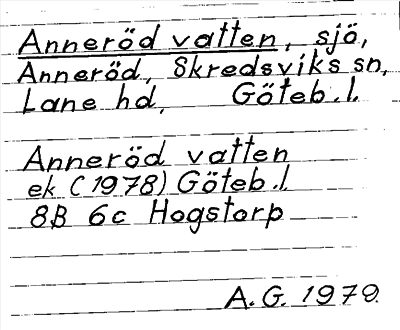 Anneröd vatten, sjö,
Anneröd, Skredsviks sn,
Lane hd, Göteb.l.
Anneröd vatten
ek (1978) Göteb.l
8B 6c Hogstorp
A.G. 1979.